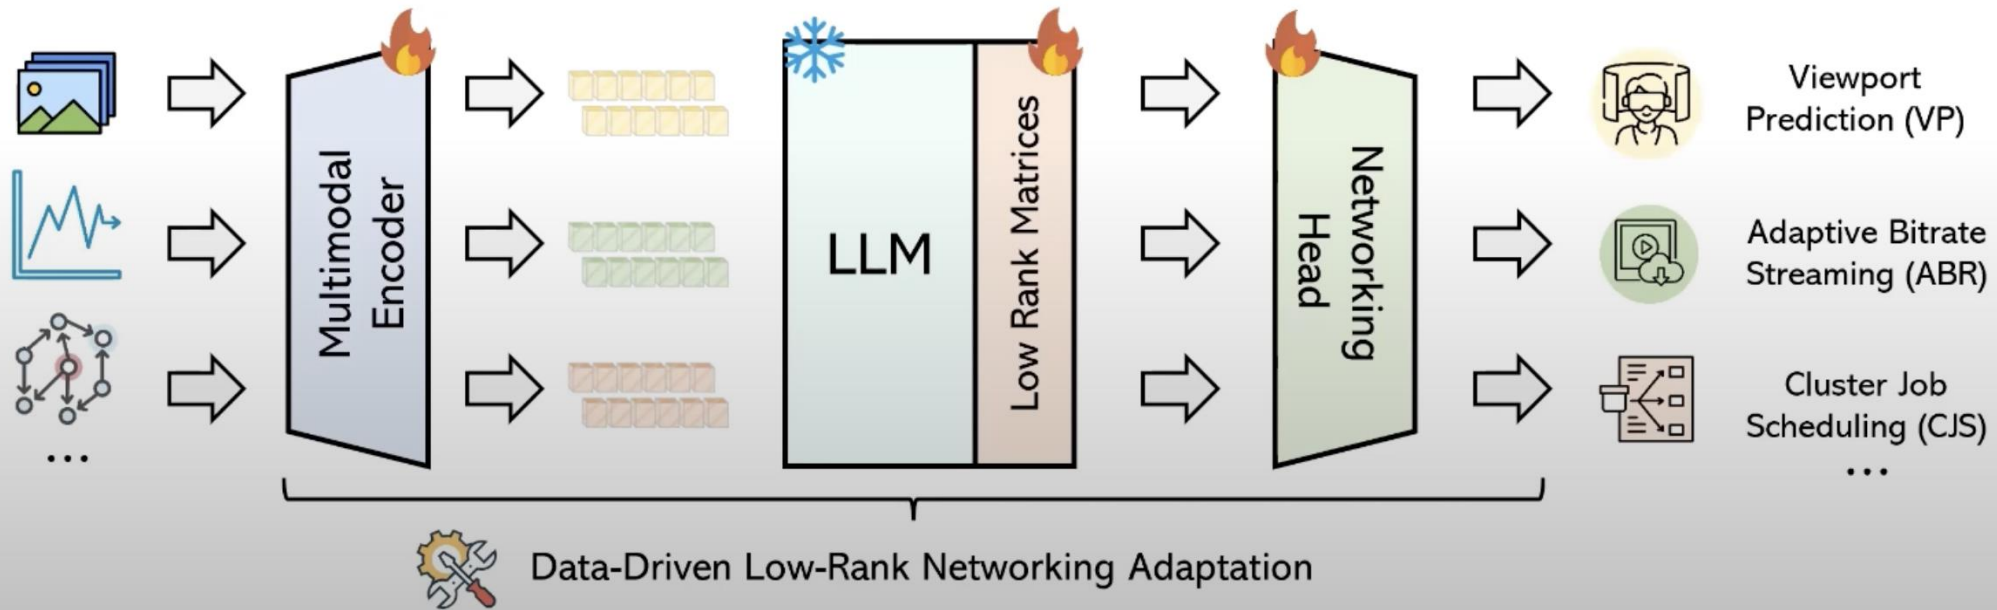 Multimodal
Encoder
LLM
Low Rank Matrices
Networking
Head
Viewport
Prediction (VP)
Adaptive Bitrate
Streaming (ABR)
Cluster Job
Scheduling (CJS)
...
...
Data-Driven Low-Rank Networking Adaptation